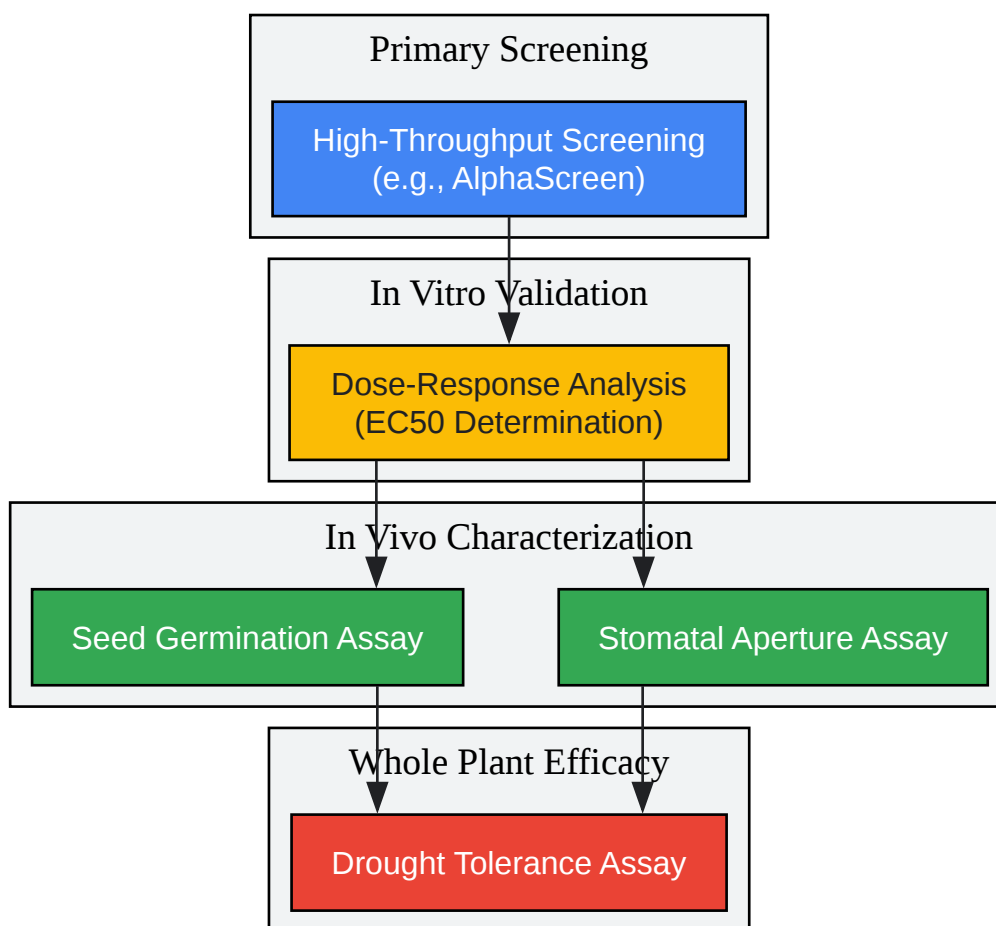 Primary Screening
High-Throughput Screening
(e.g., AlphaScreen)
In Vitro Validation
Dose-Response Analysis
(EC50 Determination)
In Vivo Characterization
Seed Germination Assay
Stomatal Aperture Assay
Whole Plant Efficacy
Drought Tolerance Assay